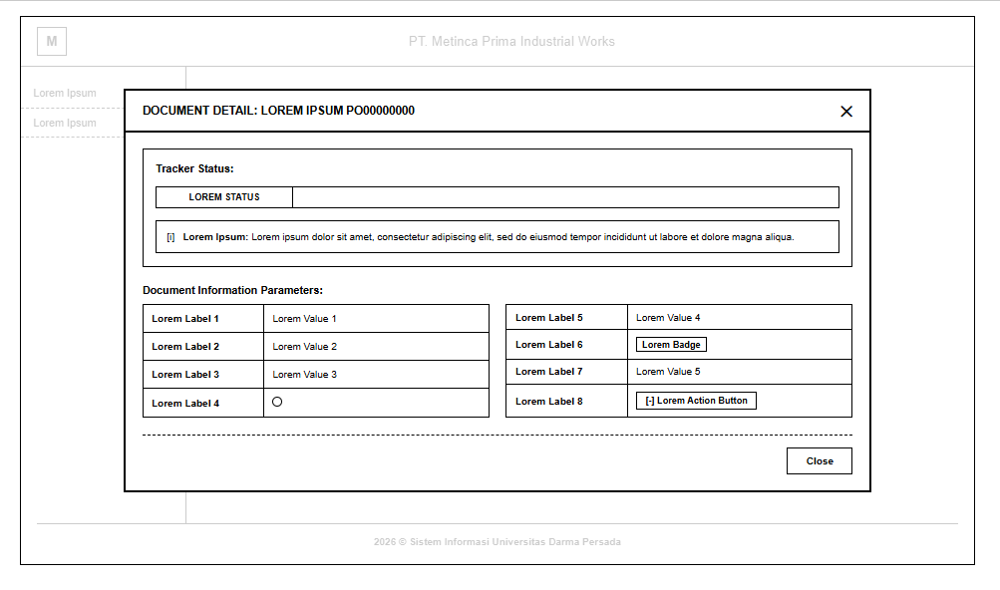 M
PT. Metinca Prima Industrial Works
Lorem Ipsum
Lorem Ipsum
DOCUMENT DETAIL: LOREM IPSUM PO00000000
Tracker Status:
LOREM STATUS
[i] Lorem Ipsum: Lorem ipsum dolor sit amet, consectetur adipiscing elit, sed do eiusmod tempor incididunt ut labore et dolore magna aliqua.
Document Information Parameters:
Lorem Label 1 Lorem Value 1
Lorem Label 2 Lorem Value 2
Lorem Label 3 Lorem Value 3
Lorem Label 4
Lorem Label 5 Lorem Value 4
Lorem Label 6 Lorem Badge
Lorem Label 7 Lorem Value 5
Lorem Label 8 [-] Lorem Action Button
Close
2026 © Sistem Informasi Universitas Darma Persada